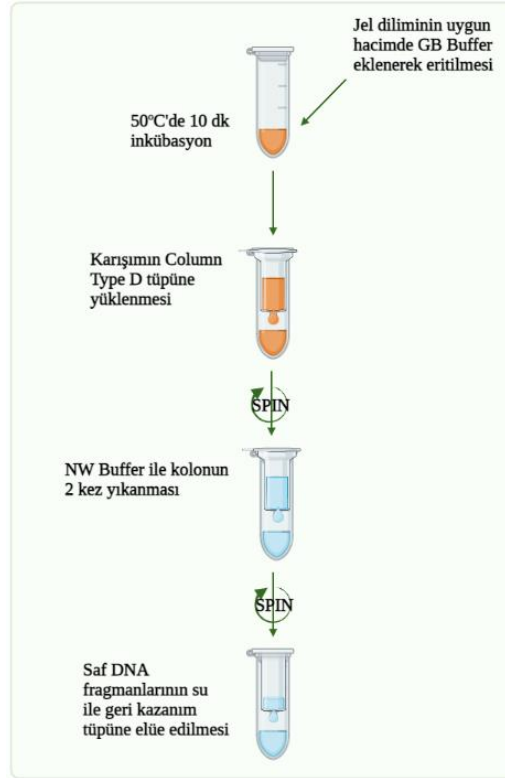 Jel diliminin uygun
hacimde GB Buffer
eklenerek eritilmesi
50°C'de 10 dk
inkübasyon
Karışımın Column
Type D tüpüne
yüklenmesi
SPIN
NW Buffer ile kolonun
2 kez yıkanması
SPIN
Saf DNA
fragmanlarının su
ile geri kazanım
tüpüne elüe edilmesi